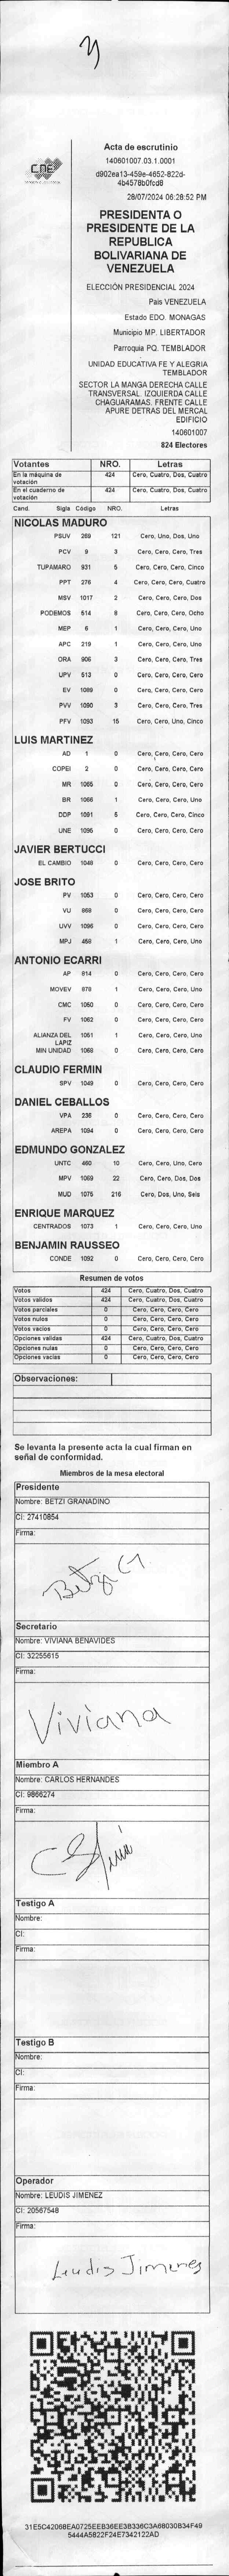 CNE
Acta de escrutinio
140601007.03.1.0001
d902ea13-459e-4652-822d-
4b4578b0fcd8
28/07/2024 06:28:52 PM
PRESIDENTA O
PRESIDENTE DE LA
REPUBLICA
BOLIVARIANA DE
VENEZUELA
ELECCIÓN PRESIDENCIAL 2024
Pais VENEZUELA
Estado EDO. MONAGAS
Municipio MP. LIBERTADOR
Parroquia PQ. TEMBLADOR
UNIDAD EDUCATIVA FE Y ALEGRIA
TEMBLADOR
SECTOR LA MANGA DERECHA CALLE
TRANSVERSAL. IZQUIERDA CALLE
CHAGUARAMAS. FRENTE CALLE
APURE DETRAS DEL MERCAL
EDIFICIO
140601007
824 Electores
Votantes NRO. Letras
En la máquina de votación 424 Cero, Cuatro, Dos, Cuatro
En el cuaderno de votación 424 Cero, Cuatro, Dos, Cuatro
Cand. Sigla Código NRO. Letras
NICOLAS MADURO
PSUV 269 121 Cero, Uno, Dos, Uno
PCV 9 3 Cero, Cero, Cero, Tres
TUPAMARO 931 5 Cero, Cero, Cero, Cinco
PPT 276 4 Cero, Cero, Cero, Cuatro
MSV 1017 2 Cero, Cero, Cero, Dos
PODEMOS 514 8 Cero, Cero, Cero, Ocho
MEP 6 1 Cero, Cero, Cero, Uno
APC 219 1 Cero, Cero, Cero, Uno
ORA 906 3 Cero, Cero, Cero, Tres
UPV 513 0 Cero, Cero, Cero, Cero
EV 1089 0 Cero, Cero, Cero, Cero
PVV 1090 3 Cero, Cero, Cero, Tres
PFV 1093 15 Cero, Cero, Uno, Cinco
LUIS MARTINEZ
AD 1 0 Cero, Cero, Cero, Cero
COPEI 2 0 Cero, Cero, Cero, Cero
MR 1065 0 Cero, Cero, Cero, Cero
BR 1066 1 Cero, Cero, Cero, Uno
DDP 1091 5 Cero, Cero, Cero, Cinco
UNE 1095 0 Cero, Cero, Cero, Cero
JAVIER BERTUCCI
EL CAMBIO 1048 0 Cero, Cero, Cero, Cero
JOSE BRITO
PV 1053 0 Cero, Cero, Cero, Cero
VU 868 0 Cero, Cero, Cero, Cero
UVV 1096 0 Cero, Cero, Cero, Cero
MPJ 458 1 Cero, Cero, Cero, Uno
ANTONIO ECARRI
AP 814 0 Cero, Cero, Cero, Cero
MOVEV 878 1 Cero, Cero, Cero, Uno
CMC 1050 0 Cero, Cero, Cero, Cero
FV 1062 0 Cero, Cero, Cero, Cero
ALIANZA DEL LAPIZ 1051 1 Cero, Cero, Cero, Uno
MIN UNIDAD 1068 0 Cero, Cero, Cero, Cero
CLAUDIO FERMIN
SPV 1049 0 Cero, Cero, Cero, Cero
DANIEL CEBALLOS
VPA 236 0 Cero, Cero, Cero, Cero
AREPA 1094 0 Cero, Cero, Cero, Cero
EDMUNDO GONZALEZ
UNTC 460 10 Cero, Cero, Uno, Cero
MPV 1069 22 Cero, Cero, Dos, Dos
MUD 1076 216 Cero, Dos, Uno, Seis
ENRIQUE MARQUEZ
CENTRADOS 1073 1 Cero, Cero, Cero, Uno
BENJAMIN RAUSSEO
CONDE 1092 0 Cero, Cero, Cero, Cero
Resumen de votos
Votos 424 Cero, Cuatro, Dos, Cuatro
Votos validos 424 Cero, Cuatro, Dos, Cuatro
Votos parciales 0 Cero, Cero, Cero, Cero
Votos nulos 0 Cero, Cero, Cero, Cero
Votos vacios 0 Cero, Cero, Cero, Cero
Opciones validas 424 Cero, Cuatro, Dos, Cuatro
Opciones nulas 0 Cero, Cero, Cero, Cero
Opciones vacias 0 Cero, Cero, Cero, Cero
Observaciones:
Se levanta la presente acta la cual firman en
señal de conformidad.
Miembros de la mesa electoral
Presidente
Nombre: BETZI GRANADINO
CI: 27410854
Firma:
Betzi G
Secretario
Nombre: VIVIANA BENAVIDES
CI: 32255615
Firma:
Viviana
Miembro A
Nombre: CARLOS HERNANDES
CI: 9866274
Firma:
Testigo A
Nombre:
CI:
Firma:
Testigo B
Nombre:
CI:
Firma:
Operador
Nombre: LEUDIS JIMENEZ
CI: 20567548
Firma:
Leudis Jimenez
31E5C42068EA0725EEB36EE3B336C3A68030B34F49
5444A5822F24E7342122AD